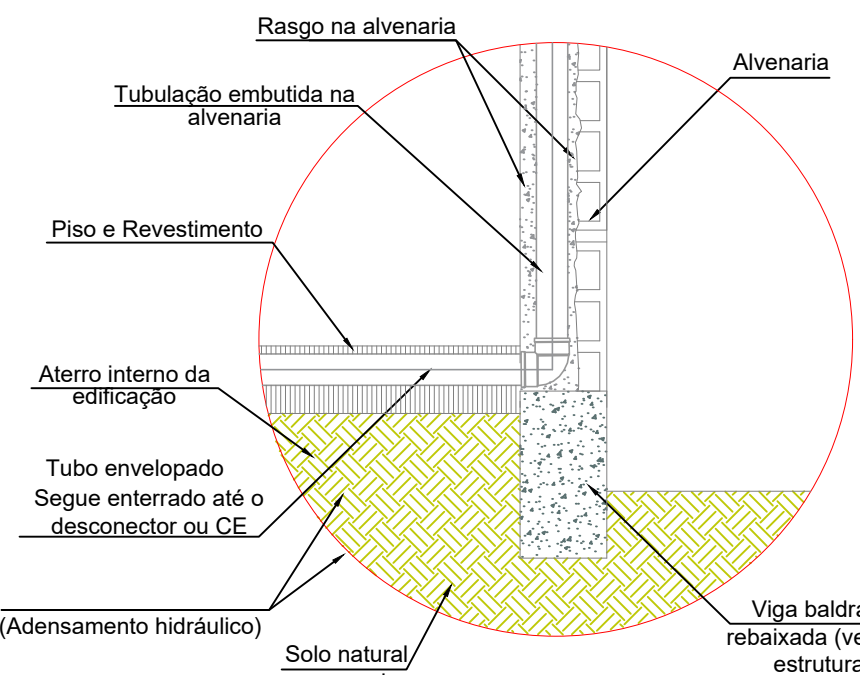 Rasgo na alvenaria
Alvenaria
Tubulação embutida na
alvenaria
Piso e Revestimento
Aterro interno da
edificação
Tubo envelopado
Segue enterrado até o
desconector ou CE
(Adensamento hidráulico)
Solo natural
Viga baldra
rebaixada (ve
estrutura